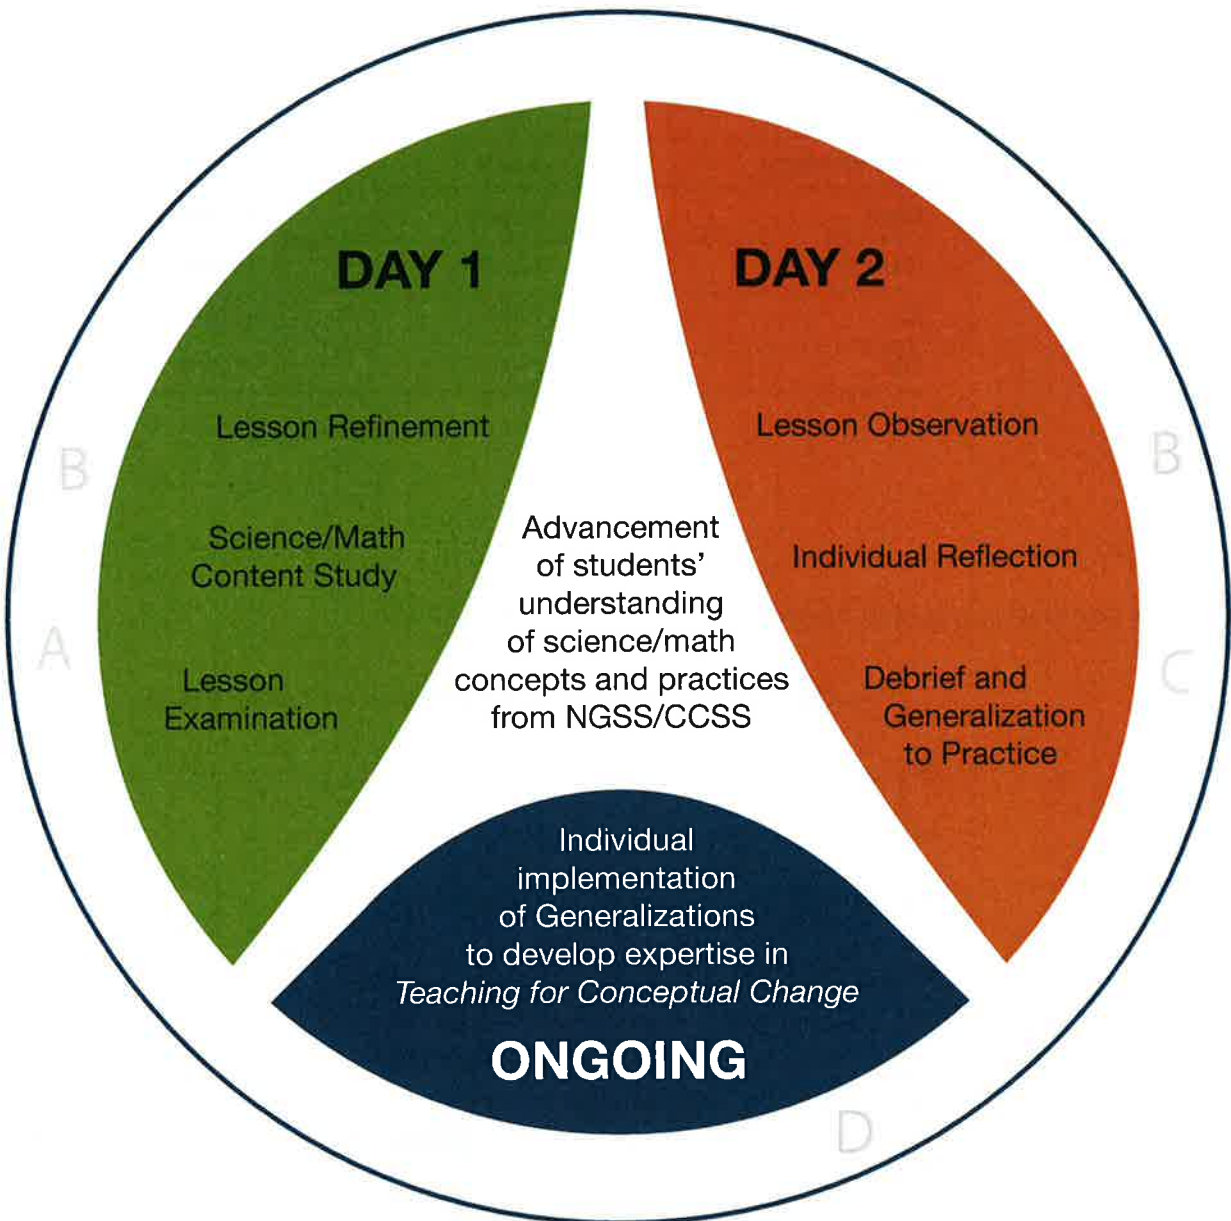 DAY 1
Lesson Refinement
Science/Math
Content Study
Lesson
Examination
B
A
DAY 2
Lesson Observation
Individual Reflection
Debrief and
Generalization
to Practice
B
C
Advancement
of students’
understanding
of science/math
concepts and practices
from NGSS/CCSS
Individual
implementation
of Generalizations
to develop expertise in
Teaching for Conceptual Change
ONGOING
D